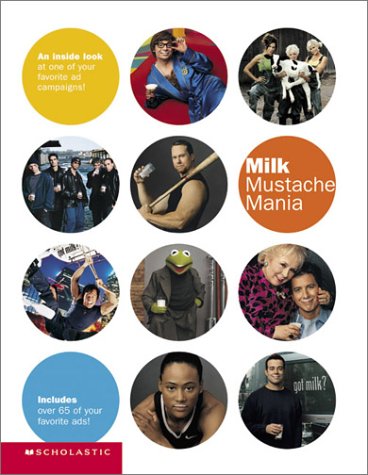 An inside look
at one of your
favorite ad
campaigns!
Milk
Mustache
Mania
Includes
over 65 of your
favorite ads!
got milk?
SCHOLASTIC